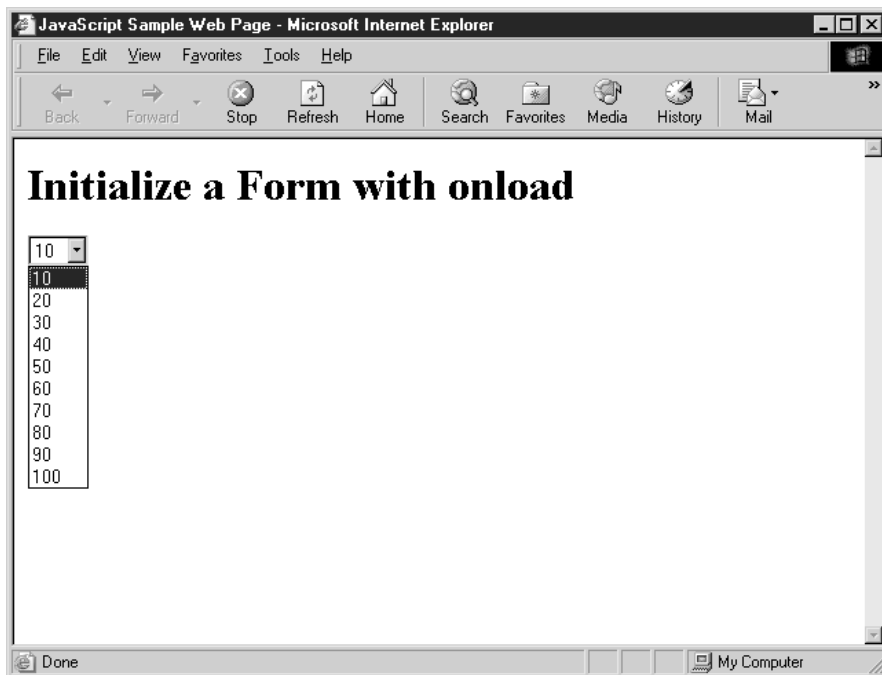 JavaScript Sample Web Page - Microsoft Internet Explorer
File Edit View Favorites Tools Help
Back Forward Stop Refresh Home Search Favorites Media History Mail »
Initialize a Form with onload
10
10
20
30
40
50
60
70
80
90
100
Done My Computer